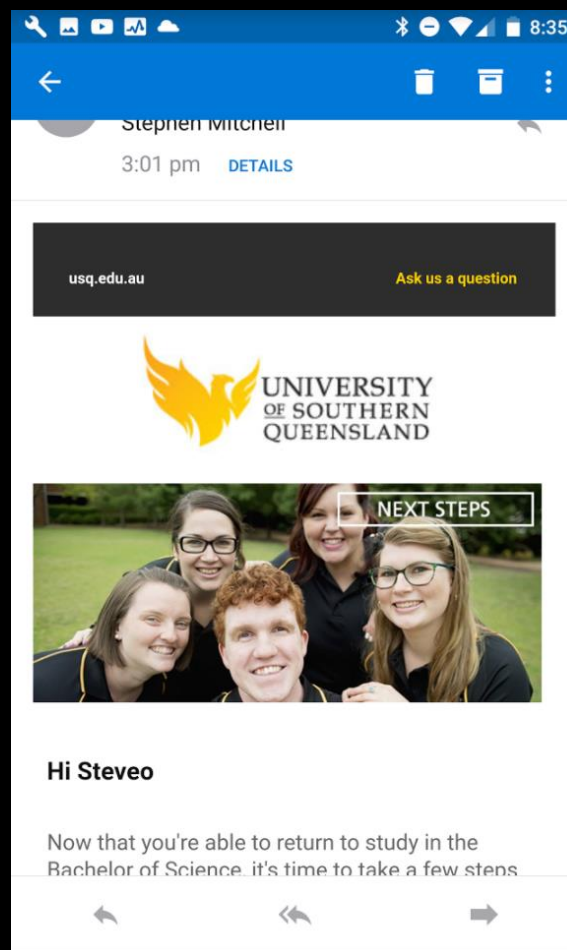 8:35
Stephen Mitchell
3:01 pm DETAILS
usq.edu.au Ask us a question
UNIVERSITY
OF SOUTHERN
QUEENSLAND
NEXT STEPS
Hi Steveo
Now that you're able to return to study in the
Bachelor of Science, it's time to take a few steps